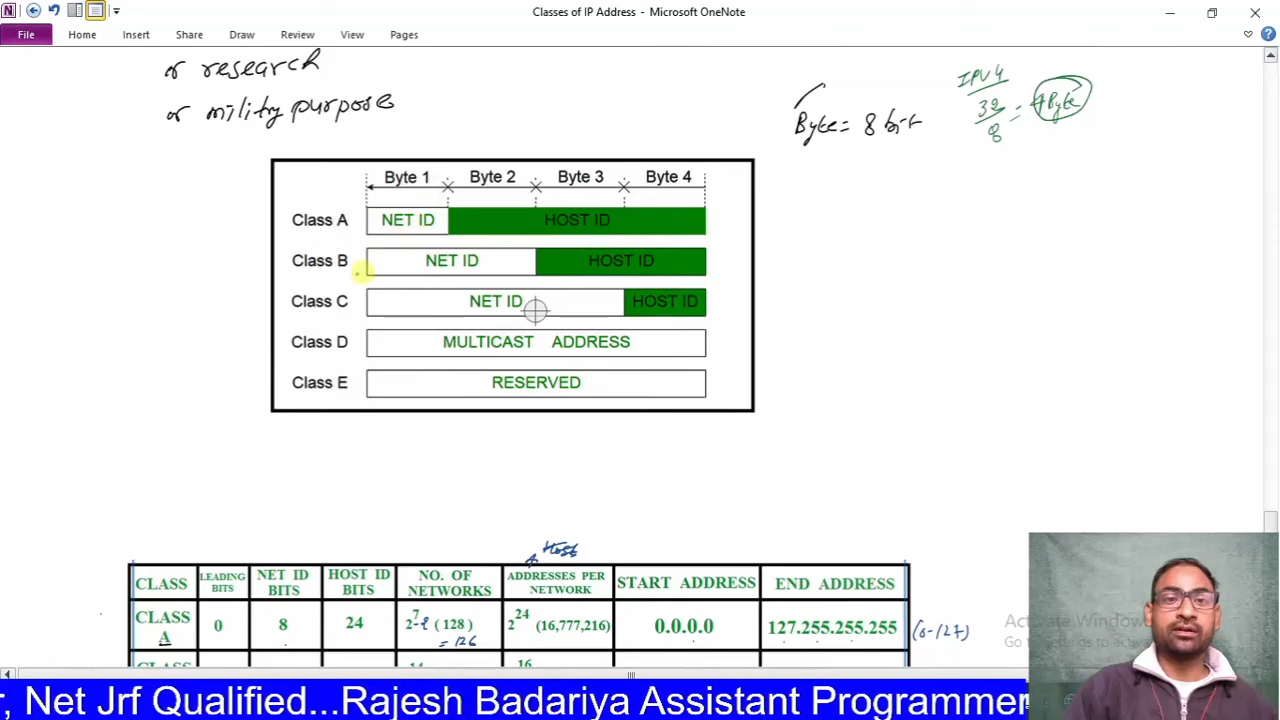 Classes of IP Address - Microsoft OneNote
File Home Insert Share Draw Review View Pages
or research
or military purpose
Byte = 8 bit
IPV4
32/8 = 4Byte
Byte 1 Byte 2 Byte 3 Byte 4
Class A NET ID HOST ID
Class B NET ID HOST ID
Class C NET ID HOST ID
Class D MULTICAST ADDRESS
Class E RESERVED
Host
CLASS LEADING BITS NET ID BITS HOST ID BITS NO. OF NETWORKS ADDRESSES PER NETWORK START ADDRESS END ADDRESS
CLASS A 0 8 24 2^7-2 (128) = 126 2^24 (16,777,216) 0.0.0.0 127.255.255.255 (0-127)
Activate Windows
r, Net Jrf Qualified...Rajesh Badariya Assistant Programmer